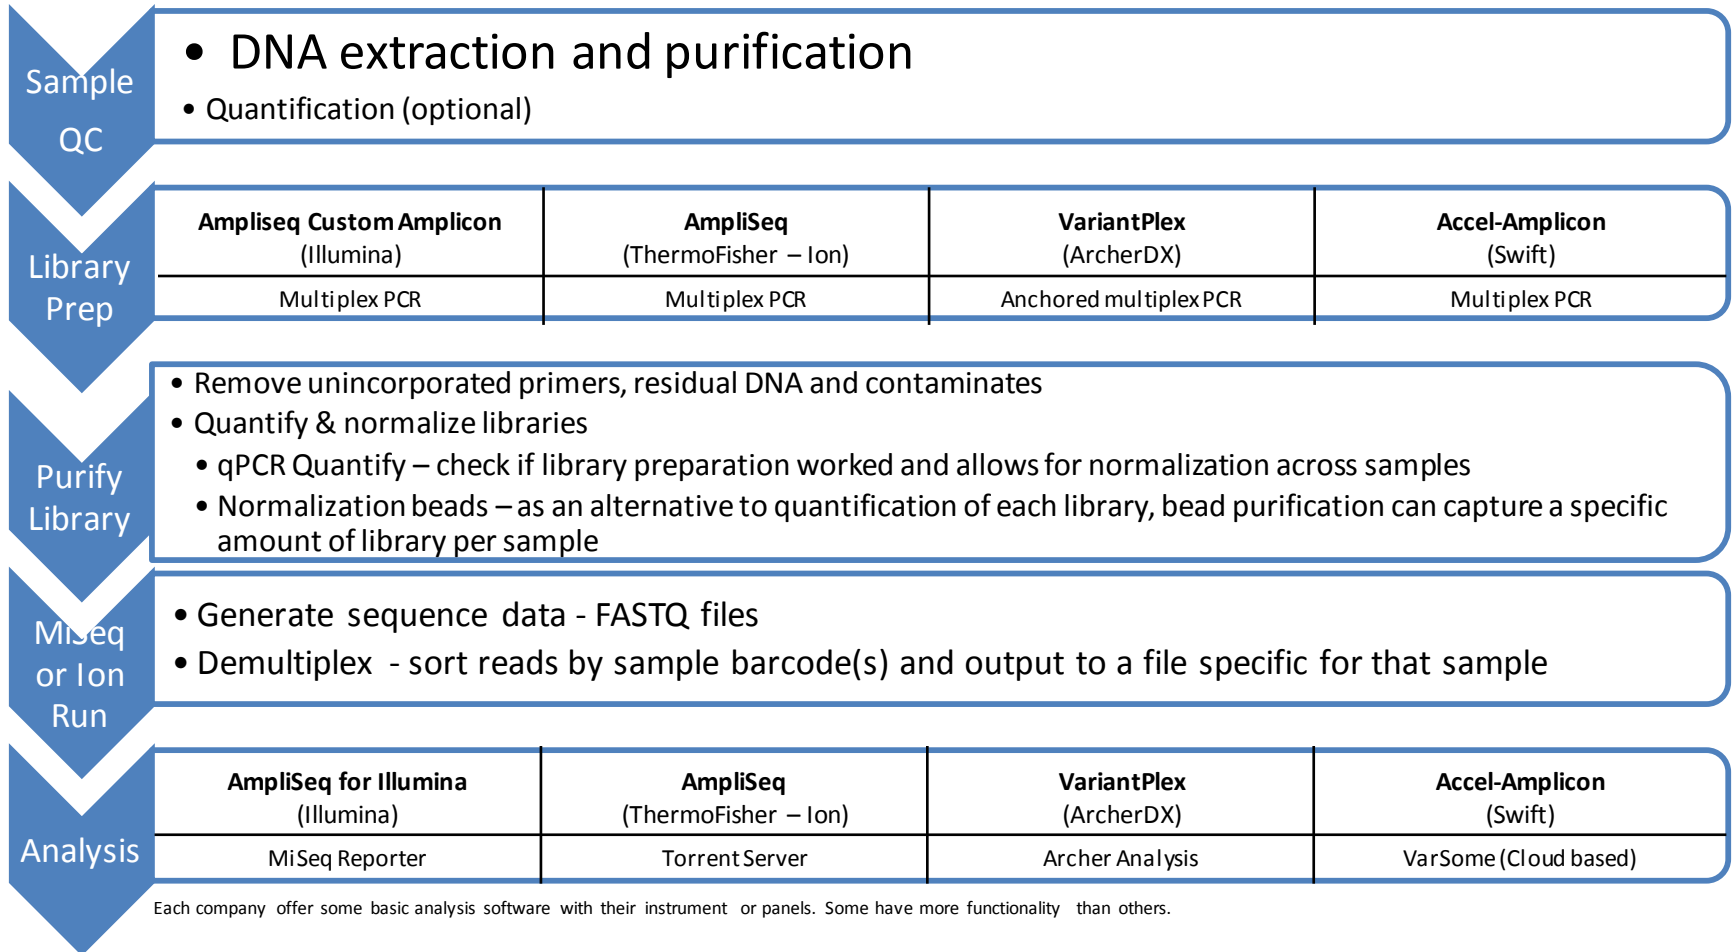 Sample
QC
• DNA extraction and purification
• Quantification (optional)
Library
Prep
Ampliseq Custom Amplicon
(Illumina)
Multiplex PCR
AmpliSeq
(ThermoFisher – Ion)
Multiplex PCR
VariantPlex
(ArcherDX)
Anchored multiplex PCR
Accel-Amplicon
(Swift)
Multiplex PCR
Purify
Library
• Remove unincorporated primers, residual DNA and contaminates
• Quantify & normalize libraries
• qPCR Quantify – check if library preparation worked and allows for normalization across samples
• Normalization beads – as an alternative to quantification of each library, bead purification can capture a specific
amount of library per sample
MiSeq
or Ion
Run
• Generate sequence data - FASTQ files
• Demultiplex - sort reads by sample barcode(s) and output to a file specific for that sample
Analysis
AmpliSeq for Illumina
(Illumina)
MiSeq Reporter
AmpliSeq
(ThermoFisher – Ion)
Torrent Server
VariantPlex
(ArcherDX)
Archer Analysis
Accel-Amplicon
(Swift)
VarSome (Cloud based)
Each company offer some basic analysis software with their instrument or panels. Some have more functionality than others.